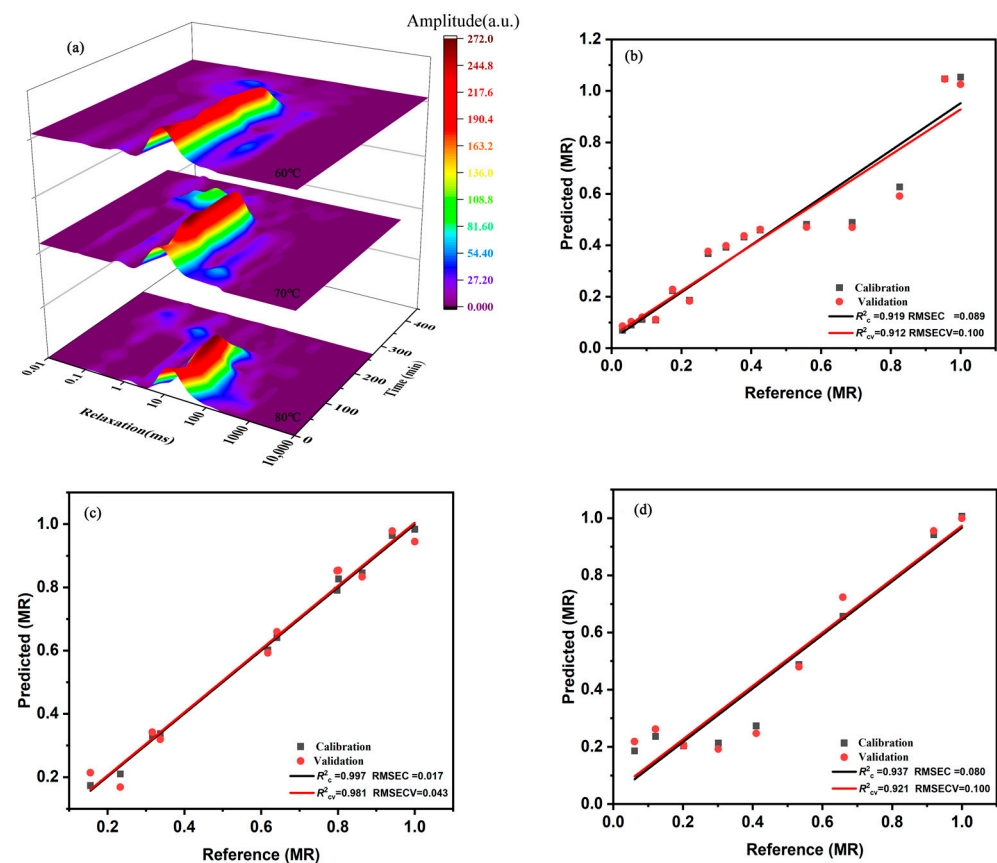 Amplitude(a.u.)
(a)
272.0
244.8
217.6
190.4
163.2
136.0
108.8
81.60
54.40
27.20
0.000
60℃
70℃
80℃
0.01
0.1
1
10
100
1000
10,000
Relaxation(ms)
0
100
200
300
400
Time (min)
(b)
1.2
1.0
0.8
0.6
0.4
0.2
0.0
Predicted (MR)
Calibration
Validation
R²c =0.919 RMSEC =0.089
R²cv=0.912 RMSECV=0.100
0.0 0.2 0.4 0.6 0.8 1.0
Reference (MR)
(c)
1.0
0.8
0.6
0.4
0.2
Predicted (MR)
Calibration
Validation
R²c =0.997 RMSEC =0.017
R²cv=0.981 RMSECV=0.043
0.2 0.4 0.6 0.8 1.0
Reference (MR)
(d)
1.0
0.8
0.6
0.4
0.2
0.0
Predicted (MR)
Calibration
Validation
R²c =0.937 RMSEC =0.080
R²cv=0.921 RMSECV=0.100
0.0 0.2 0.4 0.6 0.8 1.0
Reference (MR)